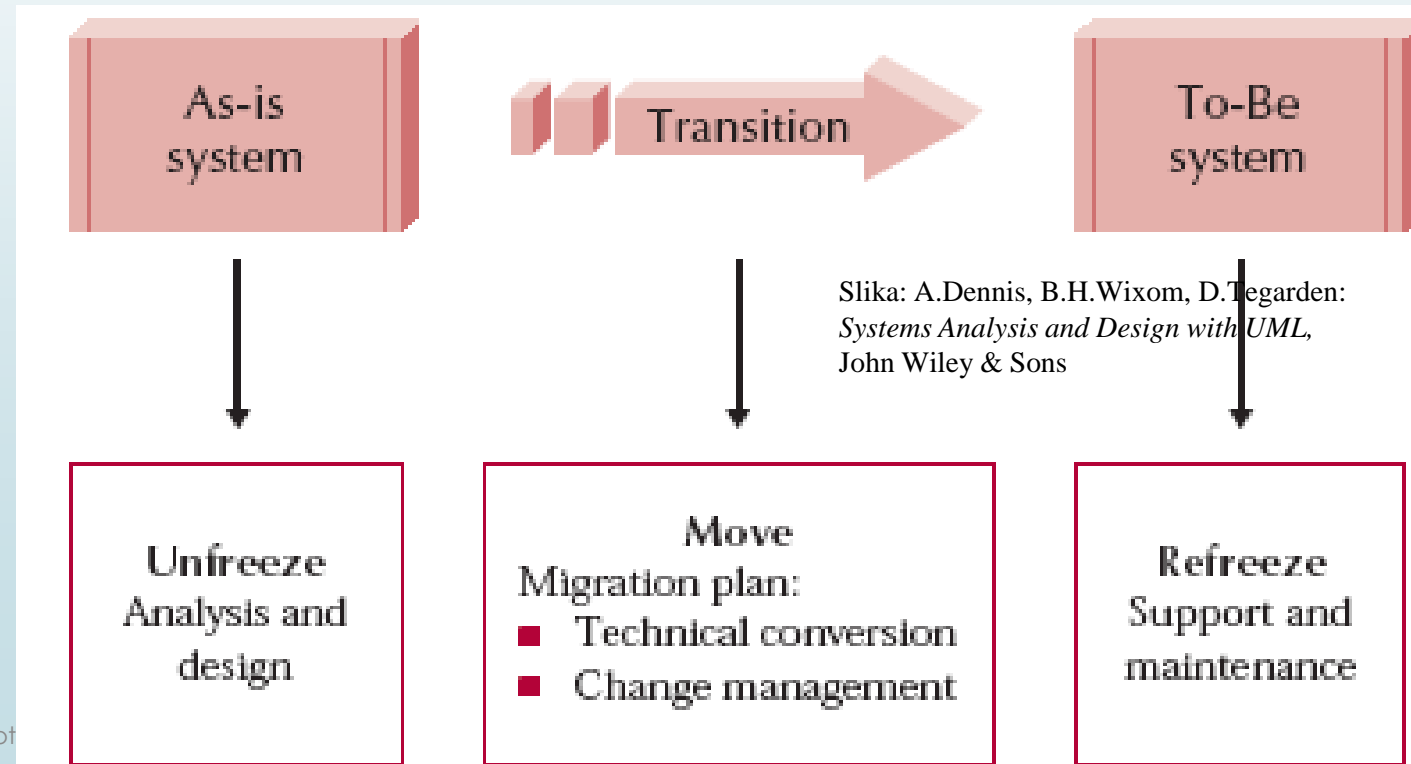 As-is
system
Transition
To-Be
system
Slika: A.Dennis, B.H.Wixom, D.Tegarden:
Systems Analysis and Design with UML,
John Wiley & Sons
Unfreeze
Analysis and
design
Move
Migration plan:
■ Technical conversion
■ Change management
Refreeze
Support and
maintenance